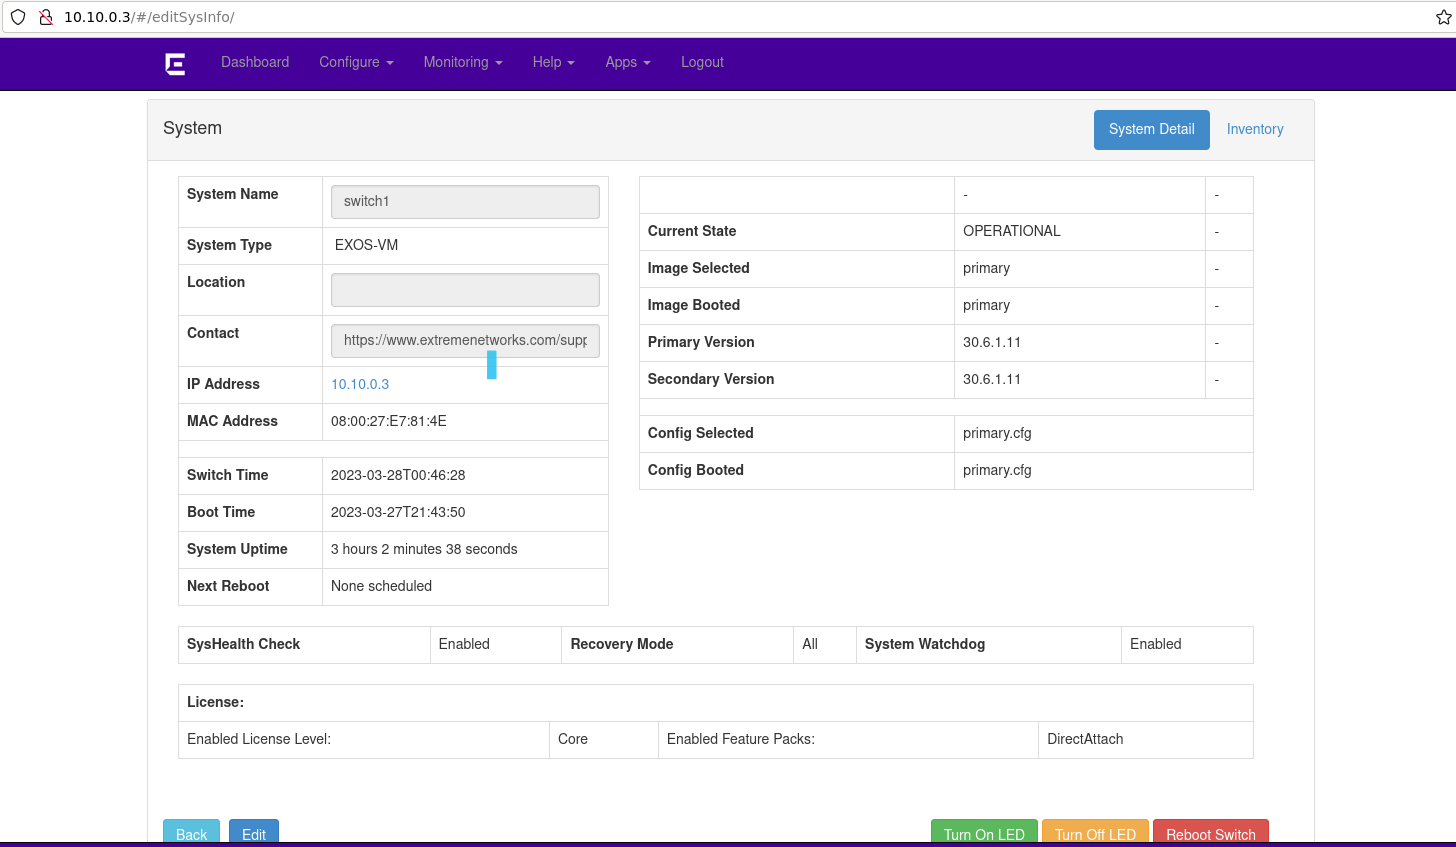 10.10.0.3/#/editSysInfo/
Dashboard Configure Monitoring Help Apps Logout
System
System Detail Inventory
System Name switch1
System Type EXOS-VM
Location
Contact https://www.extremenetworks.com/supp
IP Address 10.10.0.3
MAC Address 08:00:27:E7:81:4E
Switch Time 2023-03-28T00:46:28
Boot Time 2023-03-27T21:43:50
System Uptime 3 hours 2 minutes 38 seconds
Next Reboot None scheduled
- -
Current State OPERATIONAL -
Image Selected primary -
Image Booted primary -
Primary Version 30.6.1.11 -
Secondary Version 30.6.1.11 -
Config Selected primary.cfg
Config Booted primary.cfg
SysHealth Check Enabled Recovery Mode All System Watchdog Enabled
License:
Enabled License Level: Core Enabled Feature Packs: DirectAttach
Back Edit Turn On LED Turn Off LED Reboot Switch